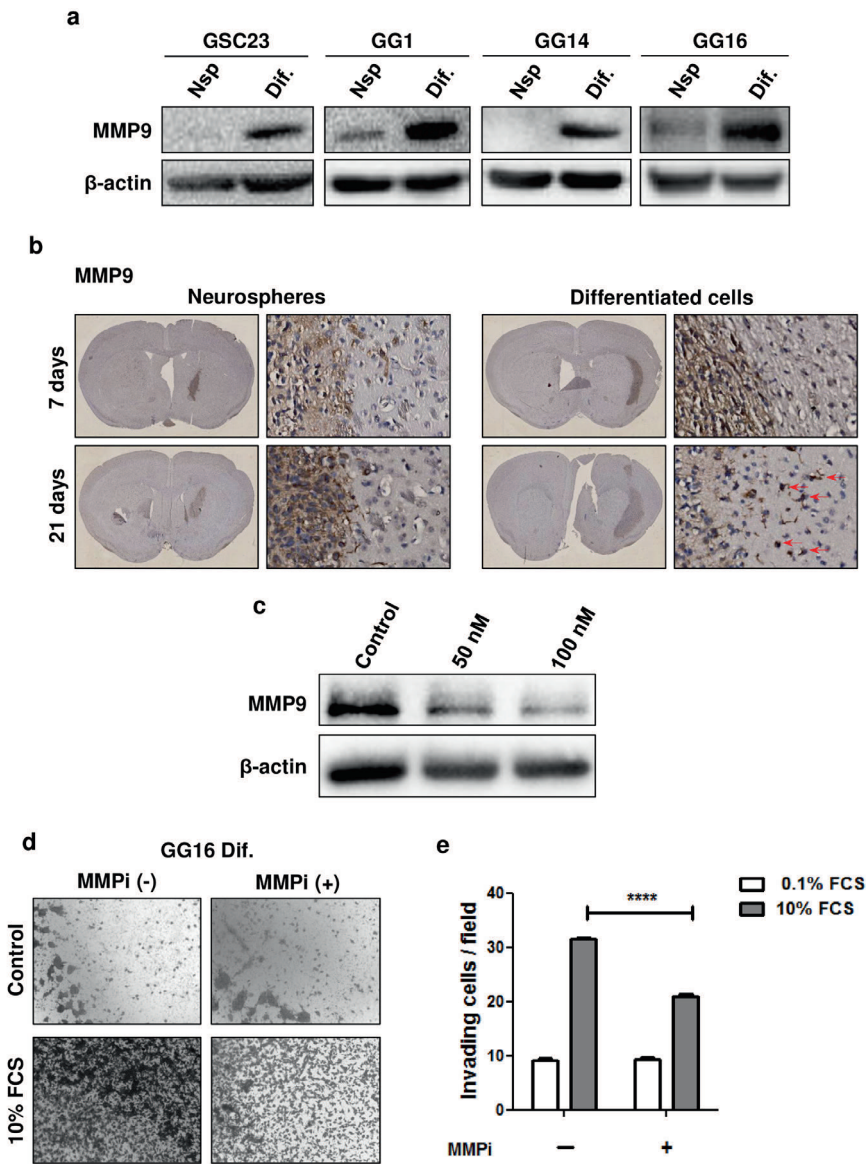 a
GSC23 GG1 GG14 GG16
Nsp Dif. Nsp Dif. Nsp Dif. Nsp Dif.
MMP9
β-actin
b
MMP9
Neurospheres Differentiated cells
7 days
21 days
c
Control 50 nM 100 nM
MMP9
β-actin
d
GG16 Dif.
MMPi (-) MMPi (+)
Control
10% FCS
e
0.1% FCS
10% FCS
****
Invading cells / field
40
30
20
10
0
MMPi − +